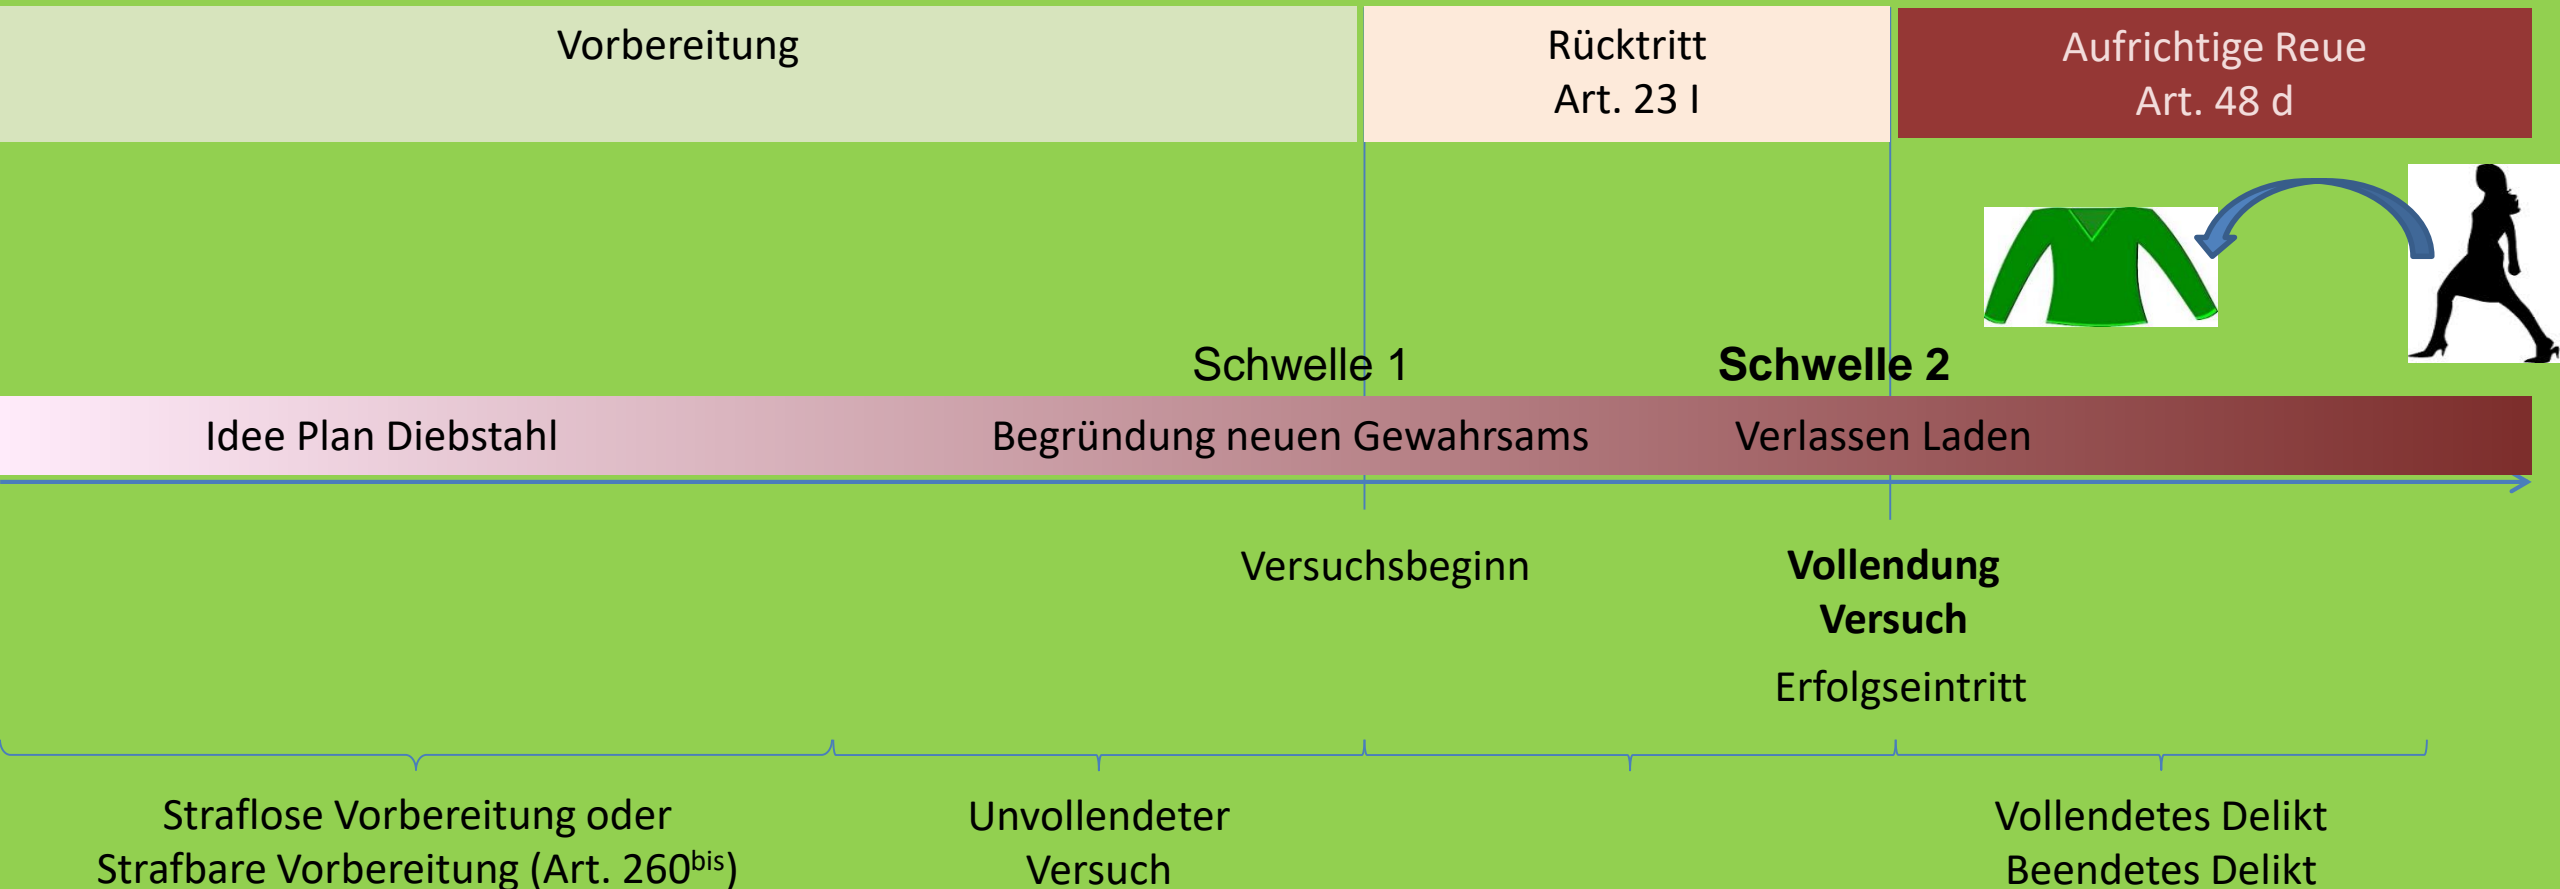 Vorbereitung
Rücktritt
Art. 23 I
Aufrichtige Reue
Art. 48 d
Schwelle 1
Schwelle 2
Idee Plan Diebstahl
Begründung neuen Gewahrsams
Verlassen Laden
Versuchsbeginn
Vollendung
Versuch
Erfolgseintritt
Straflose Vorbereitung oder
Strafbare Vorbereitung (Art. 260bis)
Unvollendeter
Versuch
Vollendetes Delikt
Beendetes Delikt